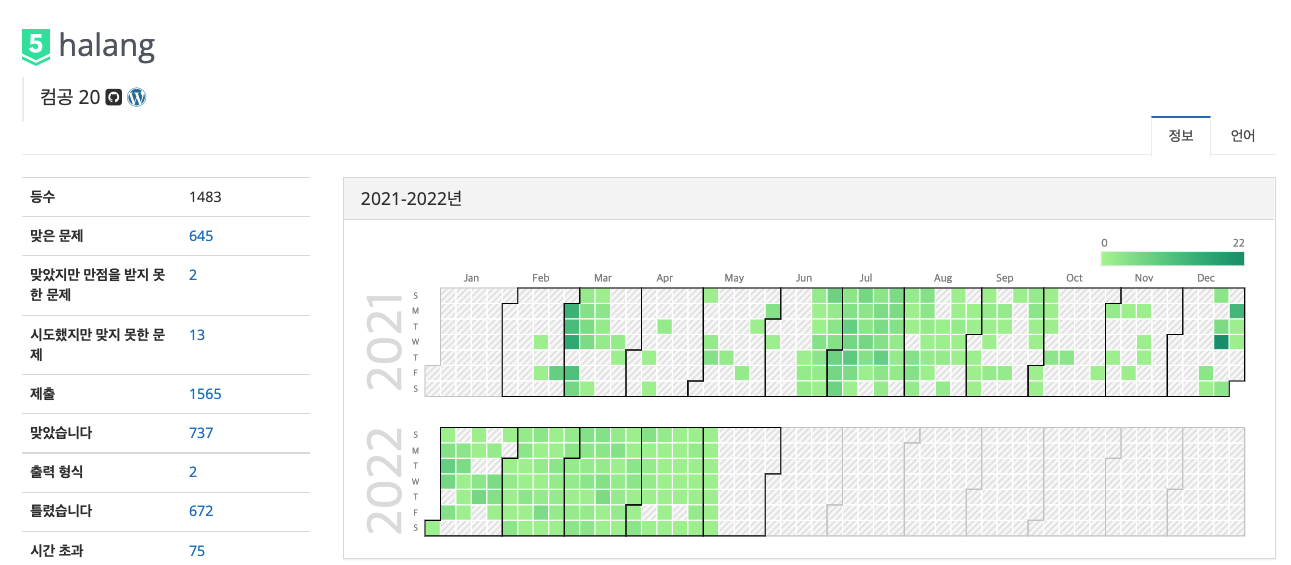 5 halang
컴공 20
정보 언어
등수 1483
맞은 문제 645
맞았지만 만점을 받지 못 2
한 문제
시도했지만 맞지 못한 문 13
제
제출 1565
맞았습니다 737
출력 형식 2
틀렸습니다 672
시간 초과 75
2021-2022년
0 22
Jan Feb Mar Apr May Jun Jul Aug Sep Oct Nov Dec
2021
S
M
T
W
T
F
S
2022
S
M
T
W
T
F
S